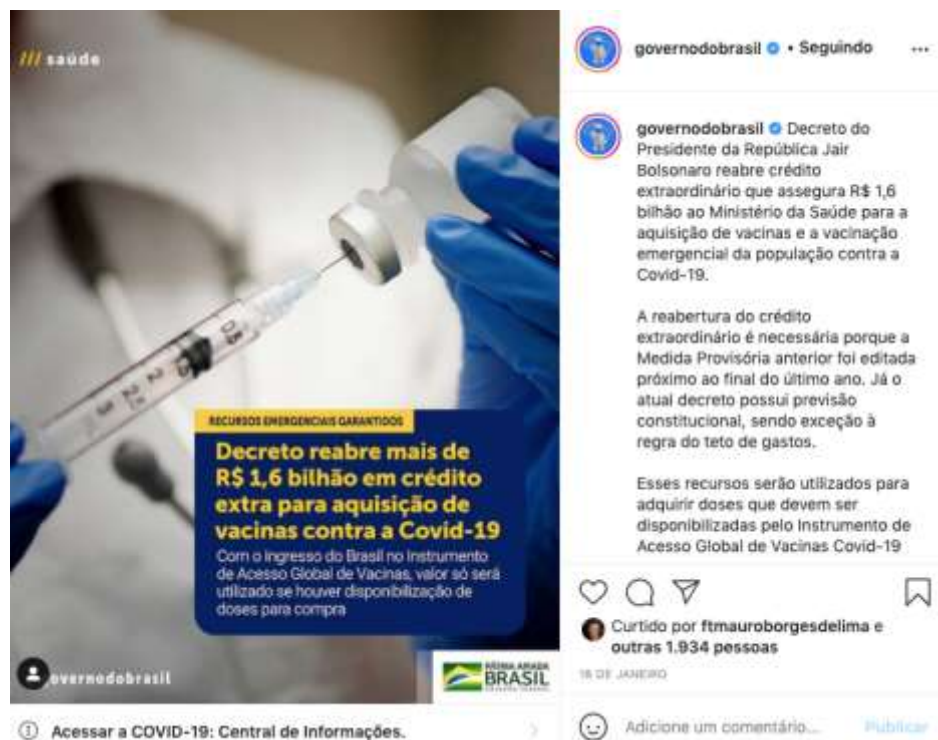 /// saúde
RECURSOS EMERGENCIAIS GARANTIDOS
Decreto reabre mais de
R$ 1,6 bilhão em crédito
extra para aquisição de
vacinas contra a Covid-19
Com o ingresso do Brasil no Instrumento
de Acesso Global de Vacinas, valor só será
utilizado se houver disponibilização de
doses para compra
governodobrasil
PÁTRIA AMADA
BRASIL
GOVERNO FEDERAL
Acessar a COVID-19: Central de Informações.
governodobrasil • Seguindo ...
governodobrasil Decreto do
Presidente da República Jair
Bolsonaro reabre crédito
extraordinário que assegura R$ 1,6
bilhão ao Ministério da Saúde para a
aquisição de vacinas e a vacinação
emergencial da população contra a
Covid-19.
A reabertura do crédito
extraordinário é necessária porque a
Medida Provisória anterior foi editada
próximo ao final do último ano. Já o
atual decreto possui previsão
constitucional, sendo exceção à
regra do teto de gastos.
Esses recursos serão utilizados para
adquirir doses que devem ser
disponibilizadas pelo Instrumento de
Acesso Global de Vacinas Covid-19
Curtido por ftmauroborgesdelima e
outras 1.934 pessoas
Adicione um comentário... Publicar